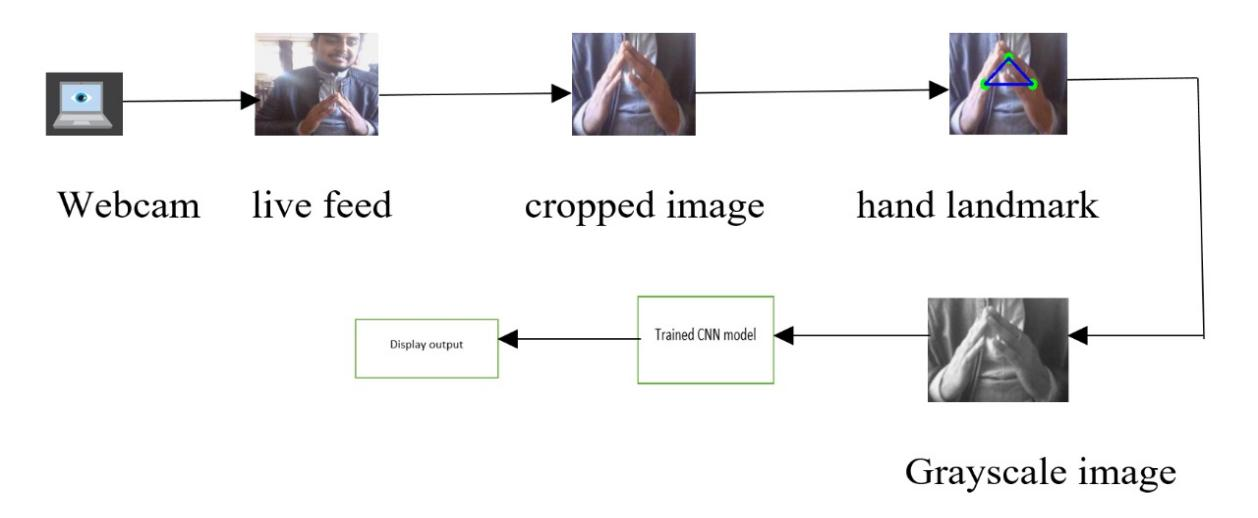 Webcam
live feed
cropped image
hand landmark
Display output
Trained CNN model
Grayscale image